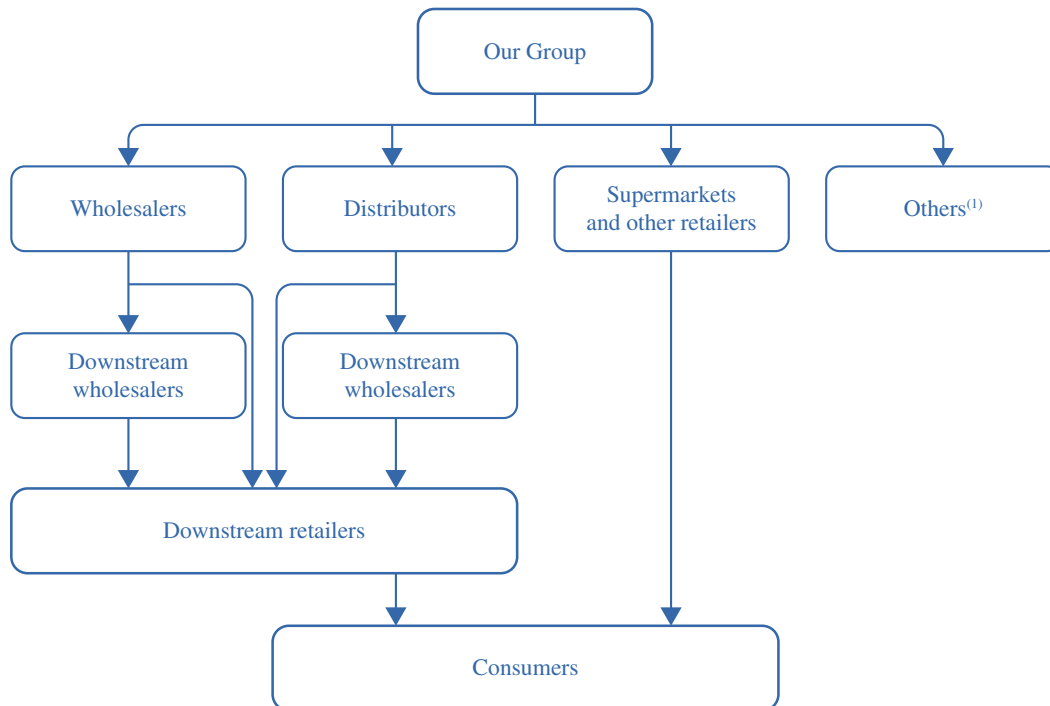 Our Group
Wholesalers
Distributors
Supermarkets
and other retailers
Others(1)
Downstream
wholesalers
Downstream
wholesalers
Downstream retailers
Consumers